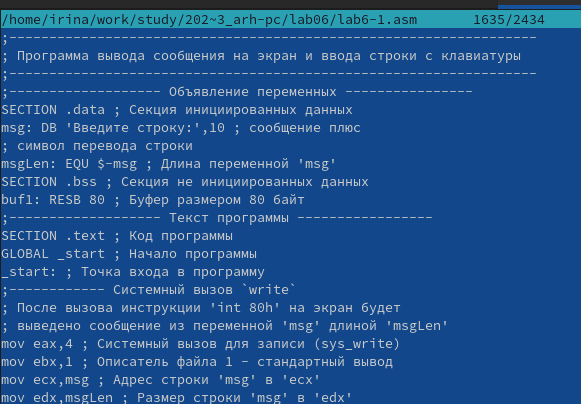 /home/irina/work/study/202~3_arh-pc/lab06/lab6-1.asm 1635/2434
;---------------------------------------------------------
; Программа вывода сообщения на экран и ввода строки с клавиатуры
;---------------------------------------------------------
;------------------ Объявление переменных ---------------
SECTION .data ; Секция инициированных данных
msg: DB 'Введите строку:',10 ; сообщение плюс
; символ перевода строки
msgLen: EQU $-msg ; Длина переменной 'msg'
SECTION .bss ; Секция не инициированных данных
buf1: RESB 80 ; Буфер размером 80 байт
;------------------ Текст программы ----------------
SECTION .text ; Код программы
GLOBAL _start ; Начало программы
_start: ; Точка входа в программу
;------------ Системный вызов `write`
; После вызова инструкции 'int 80h' на экран будет
; выведено сообщение из переменной 'msg' длиной 'msgLen'
mov eax,4 ; Системный вызов для записи (sys_write)
mov ebx,1 ; Описатель файла 1 - стандартный вывод
mov ecx,msg ; Адрес строки 'msg' в 'ecx'
mov edx,msgLen ; Размер строки 'msg' в 'edx'